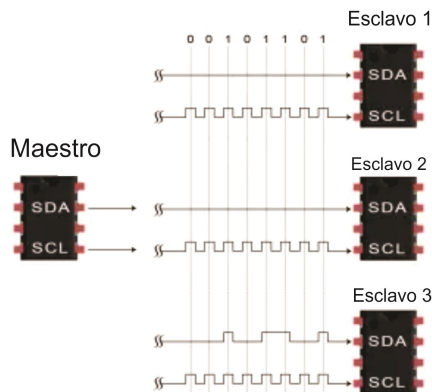 Esclavo 1
0 0 1 0 1 1 0 1
SDA
SCL
Maestro
SDA
SCL
Esclavo 2
SDA
SCL
Esclavo 3
SDA
SCL